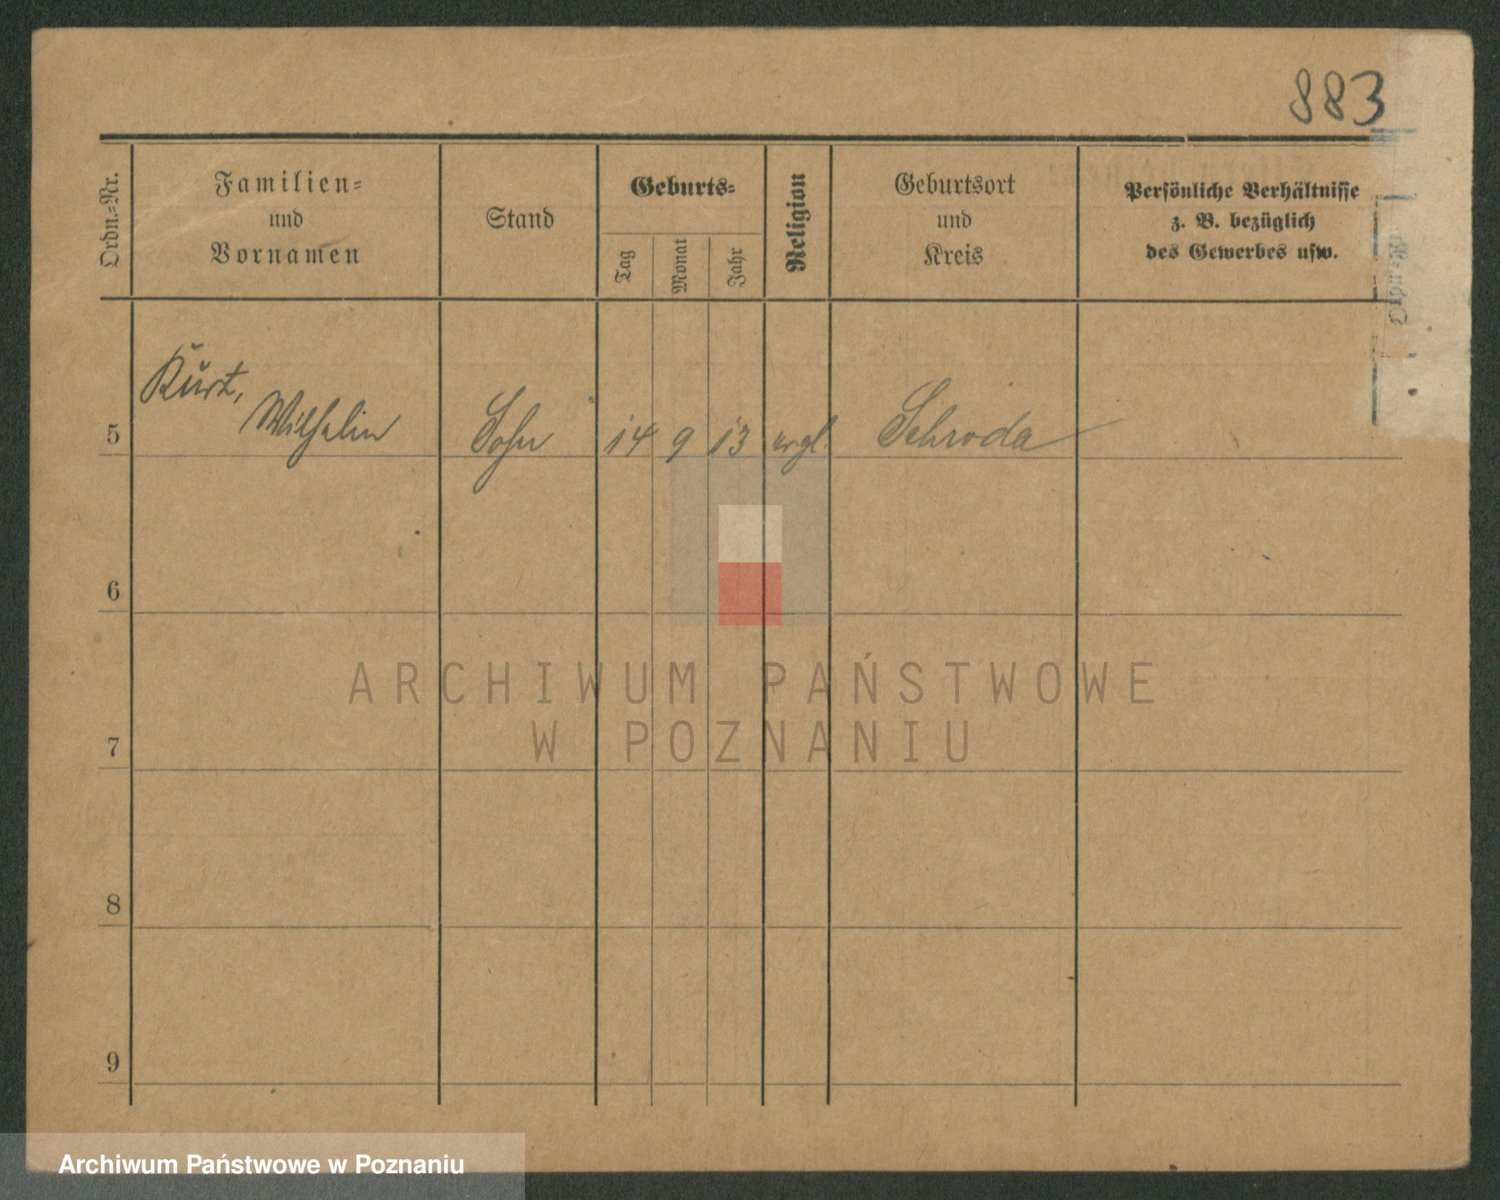 883
Ordn.-Nr.
Familien-
und
Vornamen
Stand
Geburts-
Tag
Monat
Jahr
Religion
Geburtsort
und
Kreis
Persönliche Verhältnisse
z. B. bezüglich
des Gewerbes usw.
Kurt,
5 Wilhelm Sohn 14 9 13 Schroda
6
7
8
9
ARCHIWUM PAŃSTWOWE
W POZNANIU
Archiwum Państwowe w Poznaniu